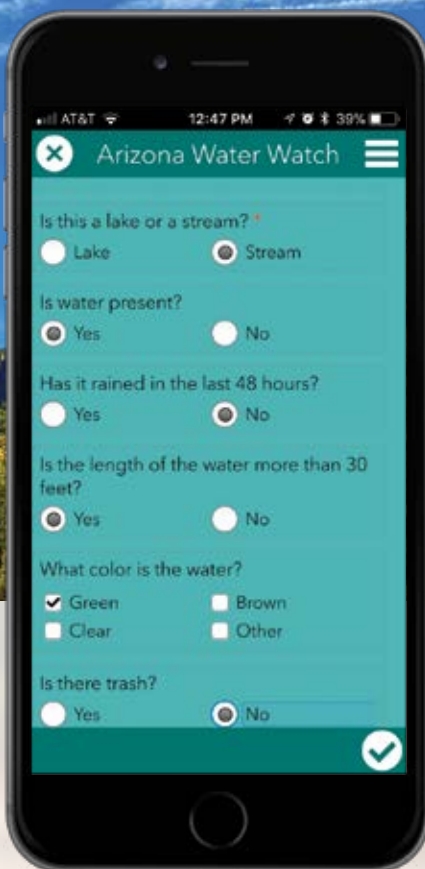 AT&T 12:47 PM 39%
Arizona Water Watch
Is this a lake or a stream? *
Lake Stream
Is water present?
Yes No
Has it rained in the last 48 hours?
Yes No
Is the length of the water more than 30
feet?
Yes No
What color is the water?
Green Brown
Clear Other
Is there trash?
Yes No